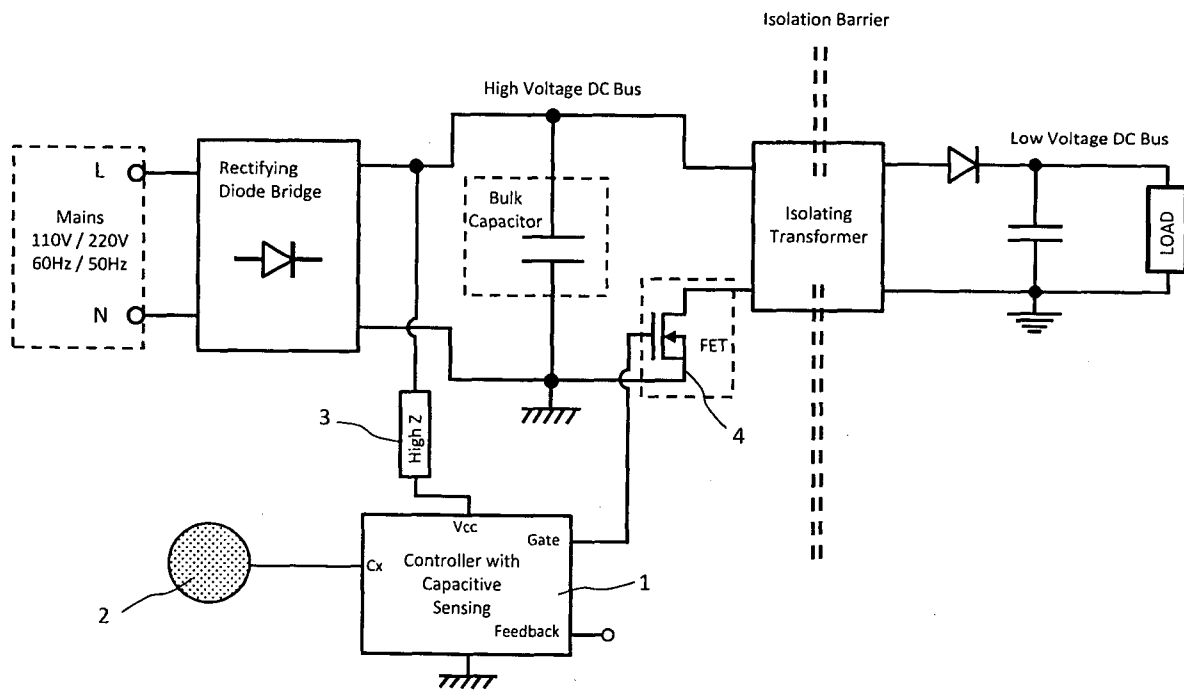 Isolation Barrier
High Voltage DC Bus
Low Voltage DC Bus
L
Mains
110V / 220V
60Hz / 50Hz
N
Rectifying
Diode Bridge
Bulk
Capacitor
Isolating
Transformer
LOAD
FET
4
3
High Z
Vcc
Gate
Cx
Controller with
Capacitive
Sensing
1
Feedback
2